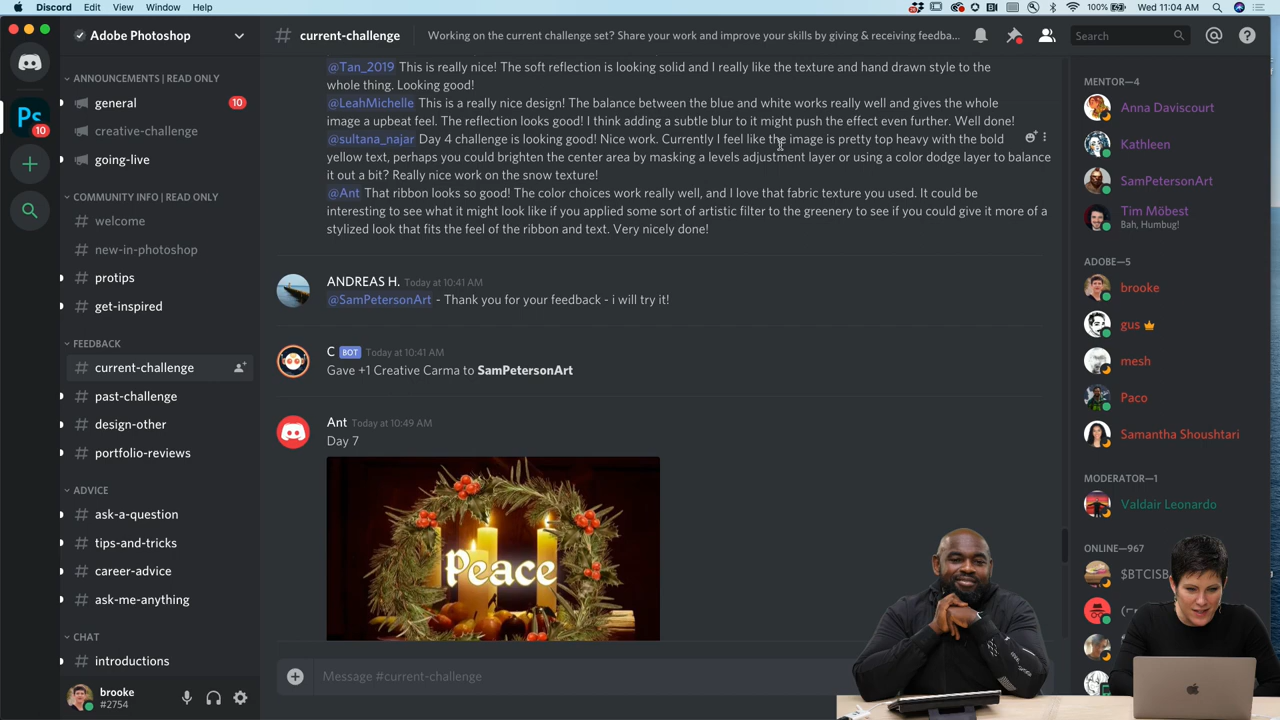 Discord Edit View Window Help
100% Wed 11:04 AM
Adobe Photoshop
ANNOUNCEMENTS | READ ONLY
general 10
creative-challenge
going-live
COMMUNITY INFO | READ ONLY
welcome
new-in-photoshop
protips
get-inspired
FEEDBACK
current-challenge
past-challenge
design-other
portfolio-reviews
ADVICE
ask-a-question
tips-and-tricks
career-advice
ask-me-anything
CHAT
introductions
brooke
#2754
Ps
10
current-challenge Working on the current challenge set? Share your work and improve your skills by giving & receiving feedba...
Search
@Tan_2019 This is really nice! The soft reflection is looking solid and I really like the texture and hand drawn style to the
whole thing. Looking good!
@LeahMichelle This is a really nice design! The balance between the blue and white works really well and gives the whole
image a upbeat feel. The reflection looks good! I think adding a subtle blur to it might push the effect even further. Well done!
@sultana_najar Day 4 challenge is looking good! Nice work. Currently I feel like the image is pretty top heavy with the bold
yellow text, perhaps you could brighten the center area by masking a levels adjustment layer or using a color dodge layer to balance
it out a bit? Really nice work on the snow texture!
@Ant That ribbon looks so good! The color choices work really well, and I love that fabric texture you used. It could be
interesting to see what it might look like if you applied some sort of artistic filter to the greenery to see if you could give it more of a
stylized look that fits the feel of the ribbon and text. Very nicely done!
ANDREAS H. Today at 10:41 AM
@SamPetersonArt - Thank you for your feedback - i will try it!
C BOT Today at 10:41 AM
Gave +1 Creative Carma to SamPetersonArt
Ant Today at 10:49 AM
Day 7
Peace
Message #current-challenge
MENTOR—4
Anna Daviscourt
Kathleen
SamPetersonArt
Tim Möbest
Bah, Humbug!
ADOBE—5
brooke
gus
mesh
Paco
Samantha Shoushtari
MODERATOR—1
Valdair Leonardo
ONLINE—967